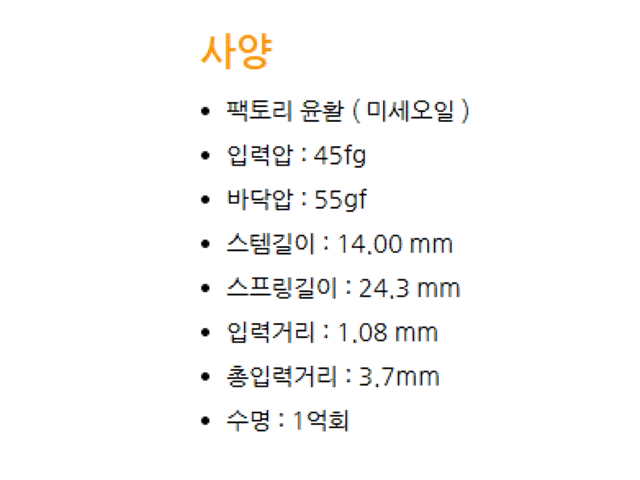 사양
• 팩토리 윤활 ( 미세오일 )
• 입력압 : 45fg
• 바닥압 : 55gf
• 스템길이 : 14.00 mm
• 스프링길이 : 24.3 mm
• 입력거리 : 1.08 mm
• 총입력거리 : 3.7mm
• 수명 : 1억회